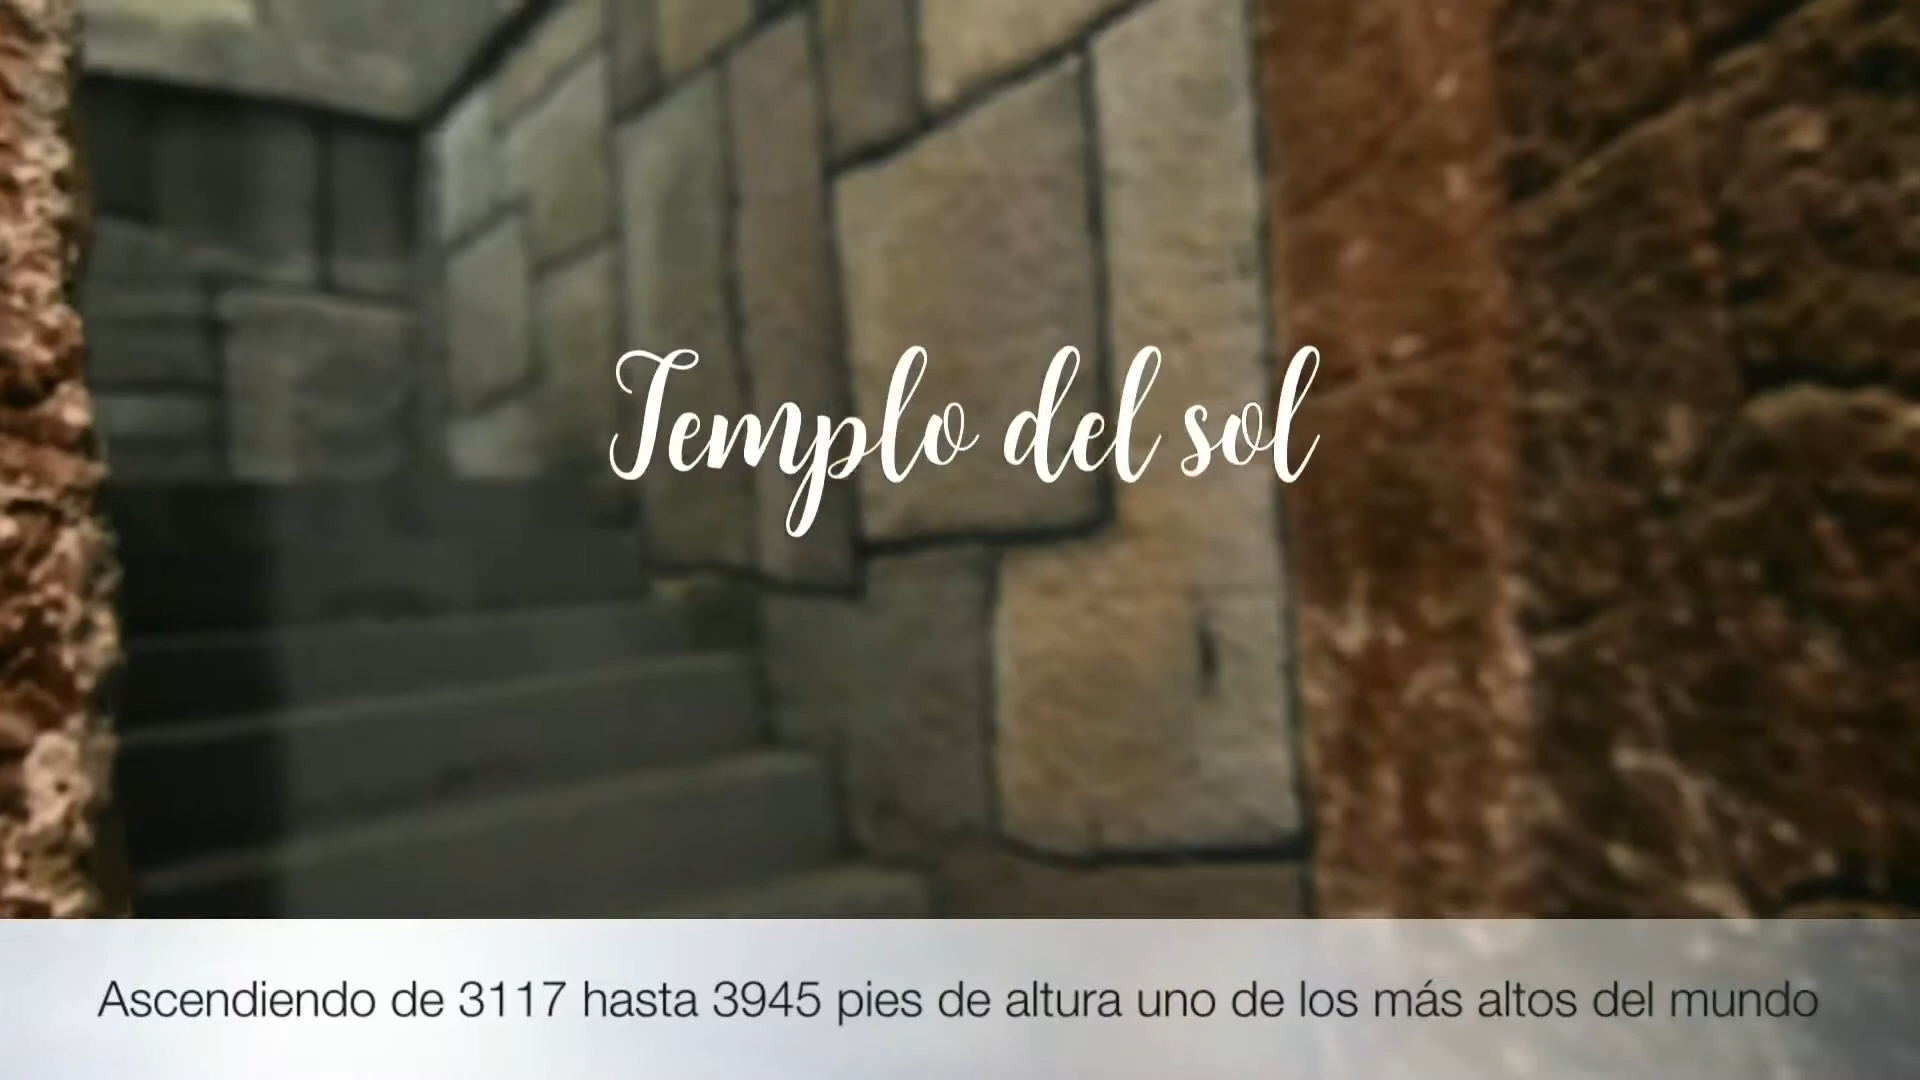 Templo del sol
Ascendiendo de 3117 hasta 3945 pies de altura uno de los más altos del mundo